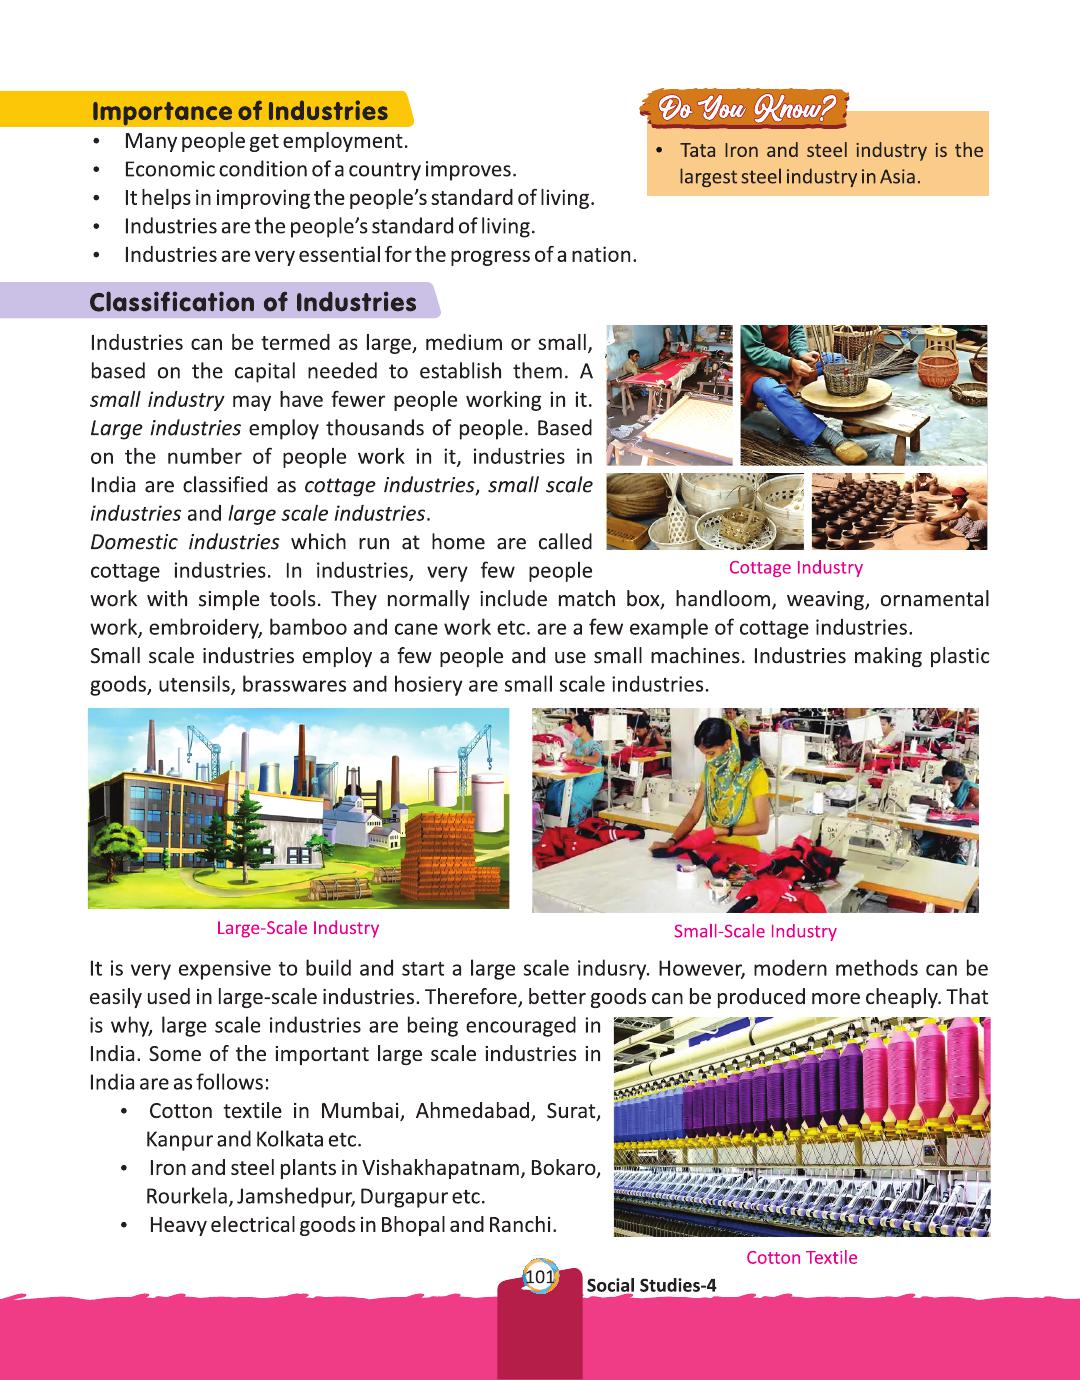 Importance of Industries
• Many people get employment.
• Economic condition of a country improves.
• It helps in improving the people's standard of living.
• Industries are the people's standard of living.
• Industries are very essential for the progress of a nation.
Do You Know?
• Tata Iron and steel industry is the
largest steel industry in Asia.
Classification of Industries
Industries can be termed as large, medium or small,
based on the capital needed to establish them. A
small industry may have fewer people working in it.
Large industries employ thousands of people. Based
on the number of people work in it, industries in
India are classified as cottage industries, small scale
industries and large scale industries.
Domestic industries which run at home are called
cottage industries. In industries, very few people
Cottage Industry
work with simple tools. They normally include match box, handloom, weaving, ornamental
work, embroidery, bamboo and cane work etc. are a few example of cottage industries.
Small scale industries employ a few people and use small machines. Industries making plastic
goods, utensils, brasswares and hosiery are small scale industries.
Large-Scale Industry
Small-Scale Industry
It is very expensive to build and start a large scale indusry. However, modern methods can be
easily used in large-scale industries. Therefore, better goods can be produced more cheaply. That
is why, large scale industries are being encouraged in
India. Some of the important large scale industries in
India are as follows:
• Cotton textile in Mumbai, Ahmedabad, Surat,
Kanpur and Kolkata etc.
• Iron and steel plants in Vishakhapatnam, Bokaro,
Rourkela, Jamshedpur, Durgapur etc.
• Heavy electrical goods in Bhopal and Ranchi.
Cotton Textile
101
Social Studies-4